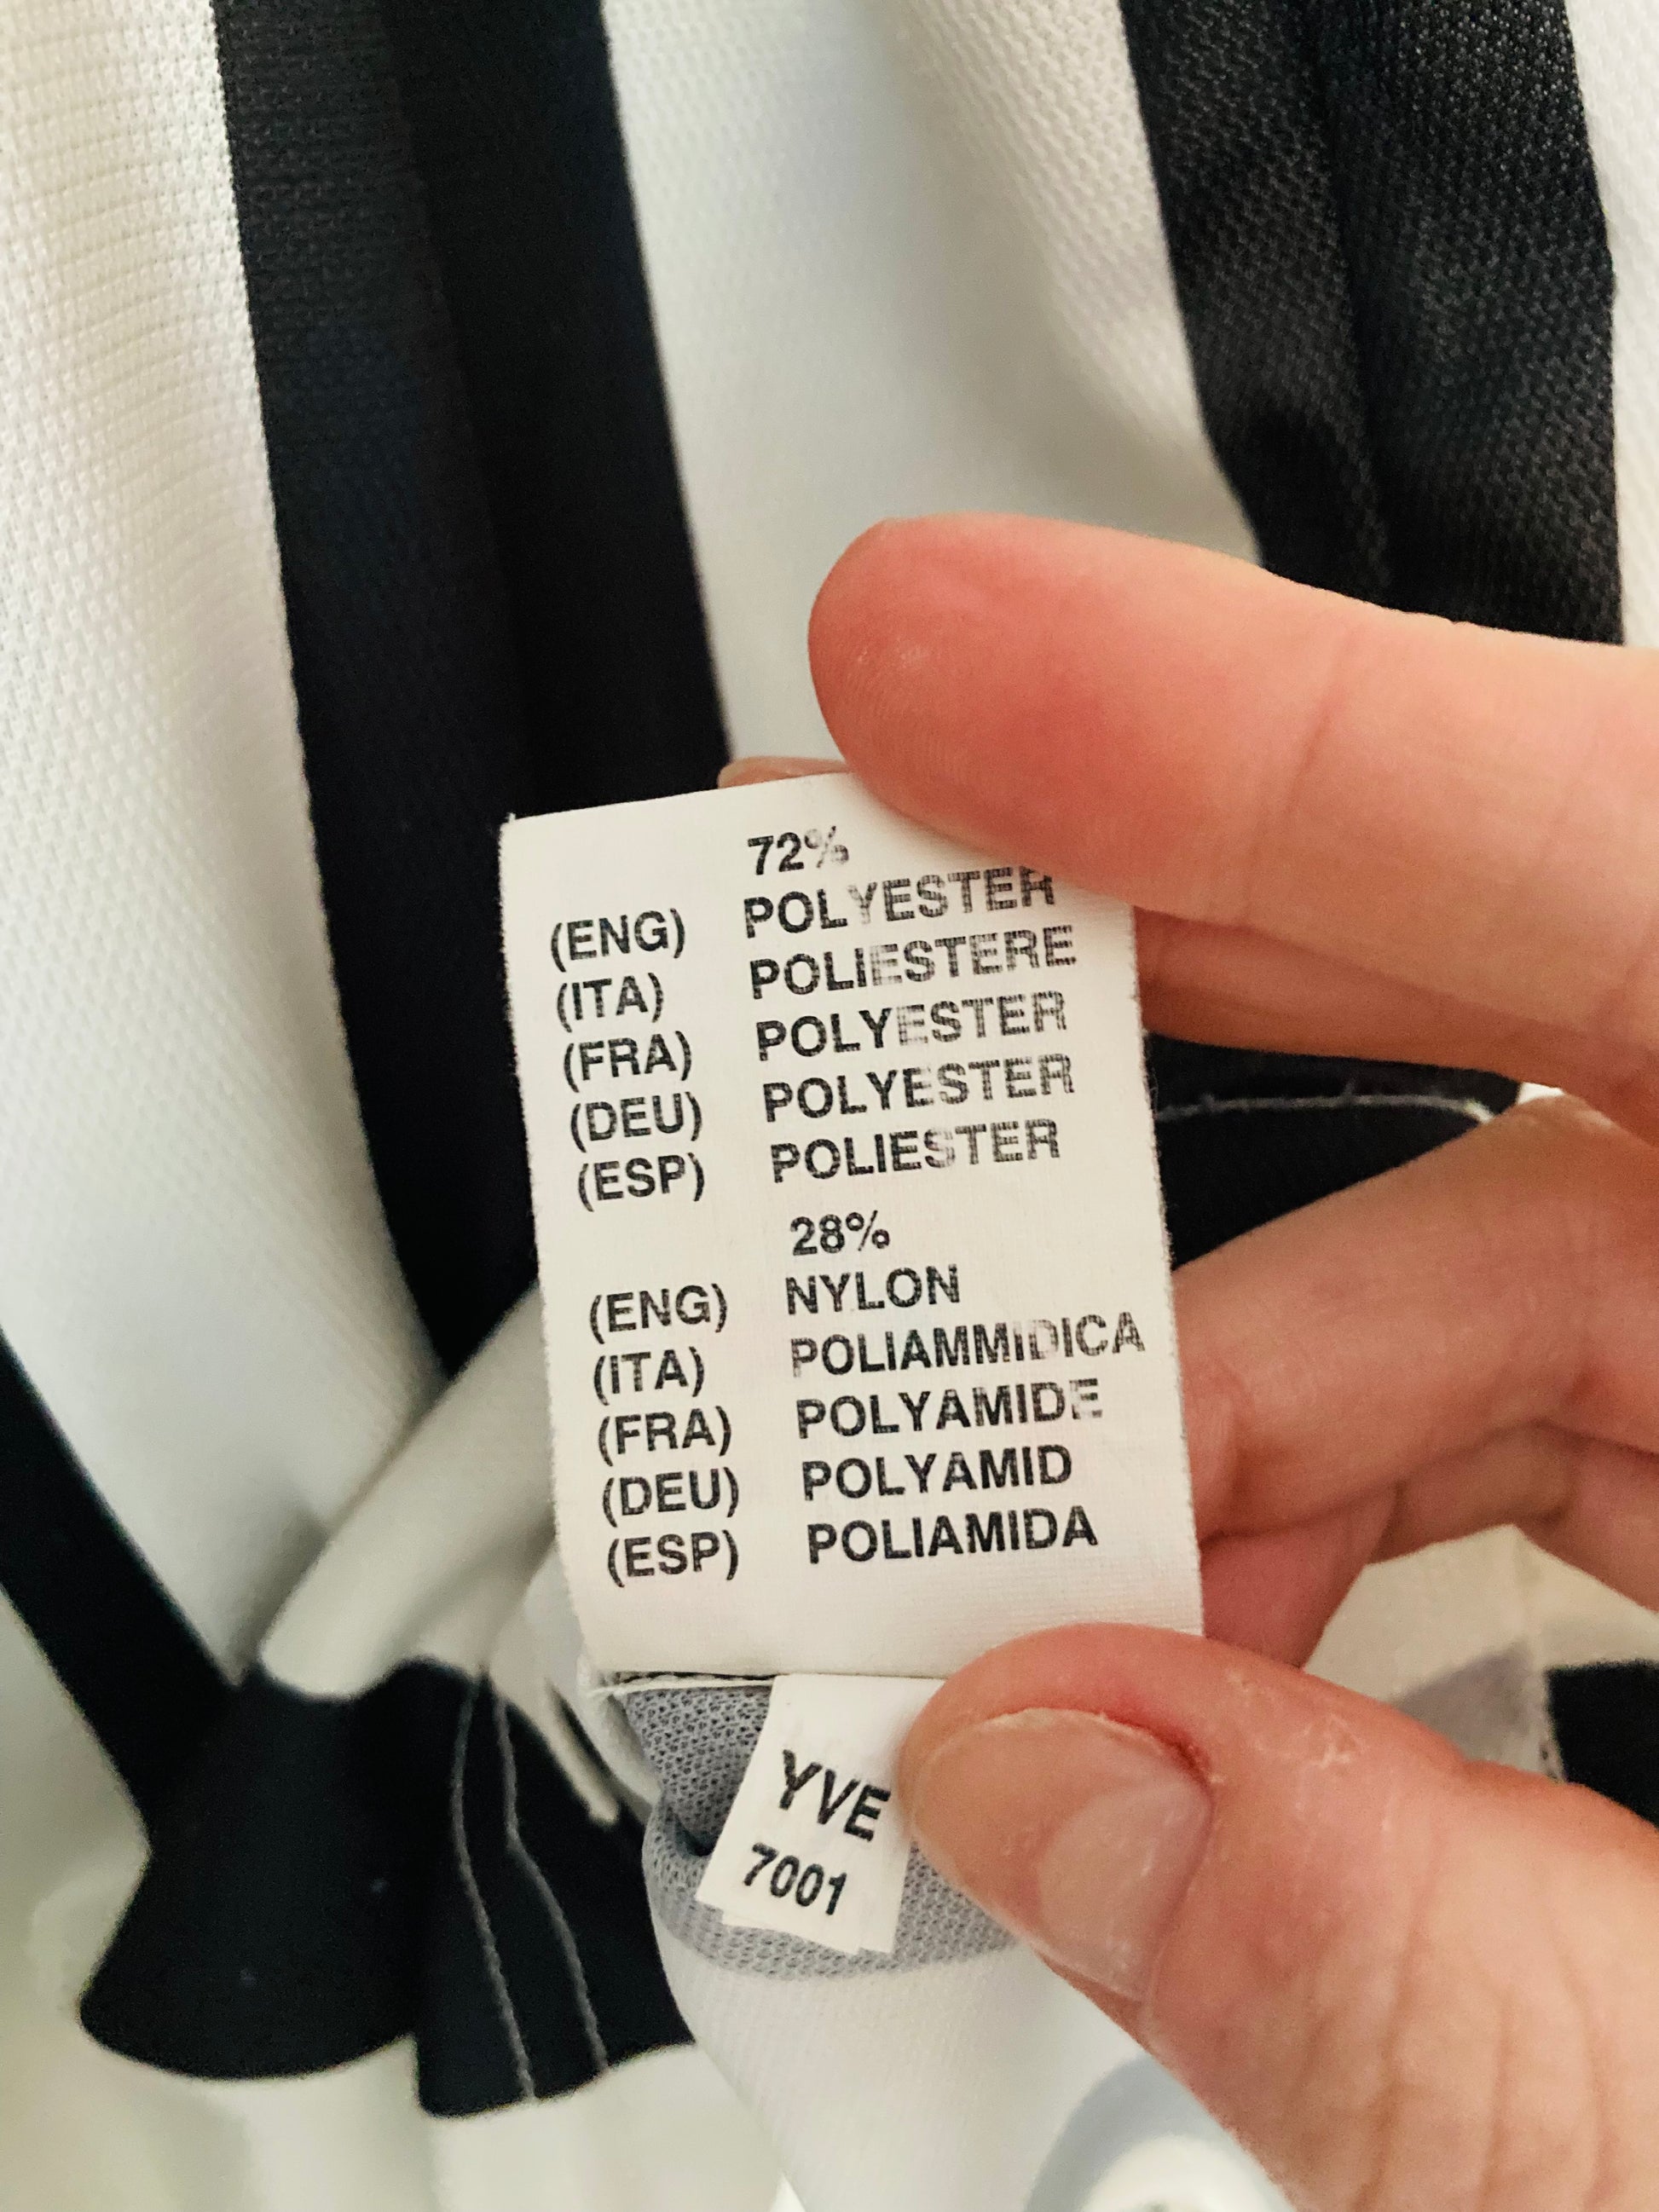 72%
(ENG) POLYESTER
(ITA) POLIESTERE
(FRA) POLYESTER
(DEU) POLYESTER
(ESP) POLIESTER
28%
(ENG) NYLON
(ITA) POLIAMMIDICA
(FRA) POLYAMIDE
(DEU) POLYAMID
(ESP) POLIAMIDA
YVE
7001